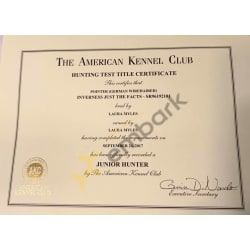 THE AMERICAN KENNEL CLUB
HUNTING TEST TITLE CERTIFICATE
This certifies that
POINTER (GERMAN WIREHAIRED)
INVERNESS JUST THE FACTS - SR86192101
bred by
LAURA MYLES
owned by
LAURA MYLES
having completed the requirements on
SEPTEMBER 24, 2017
has been officially recorded a
JUNIOR HUNTER
by The American Kennel Club
Executive Secretary
embark